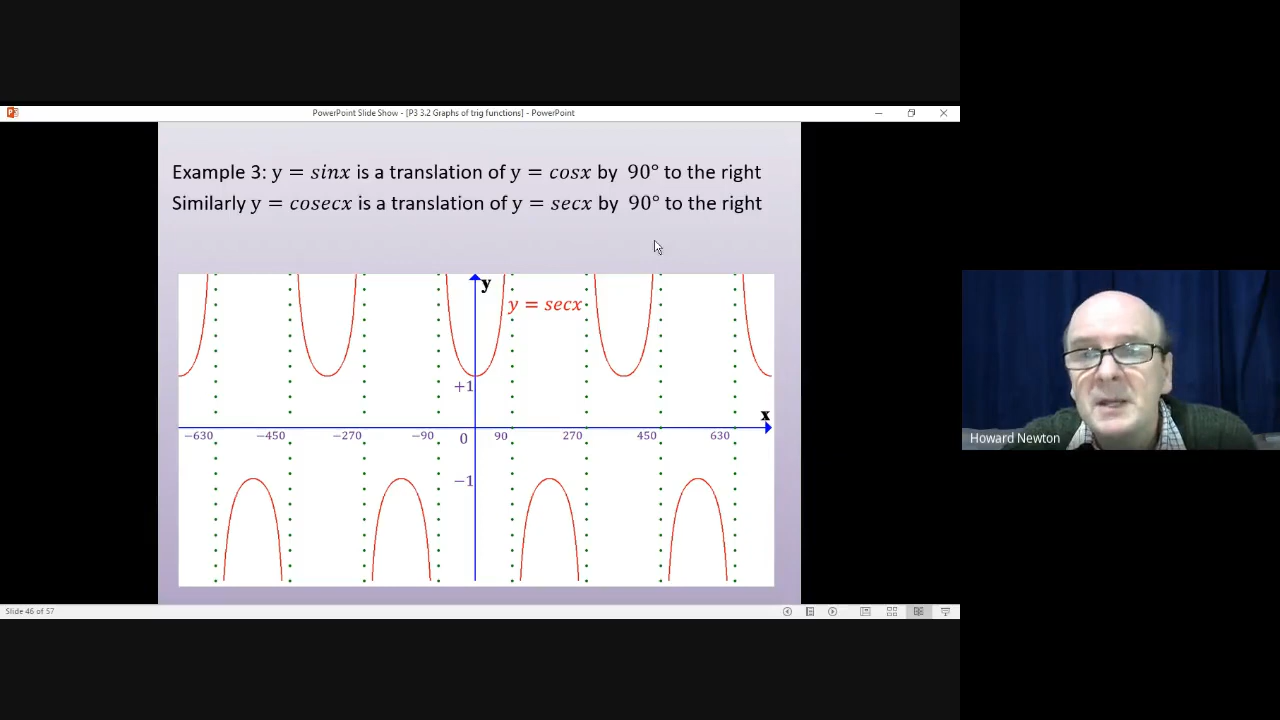 PowerPoint Slide Show - [P3 3.2 Graphs of trig functions] - PowerPoint
Example 3: y = sinx is a translation of y = cosx by 90° to the right
Similarly y = cosecx is a translation of y = secx by 90° to the right
y
y = secx
+1
x
−630 −450 −270 −90 0 90 270 450 630
−1
Howard Newton
Slide 46 of 57